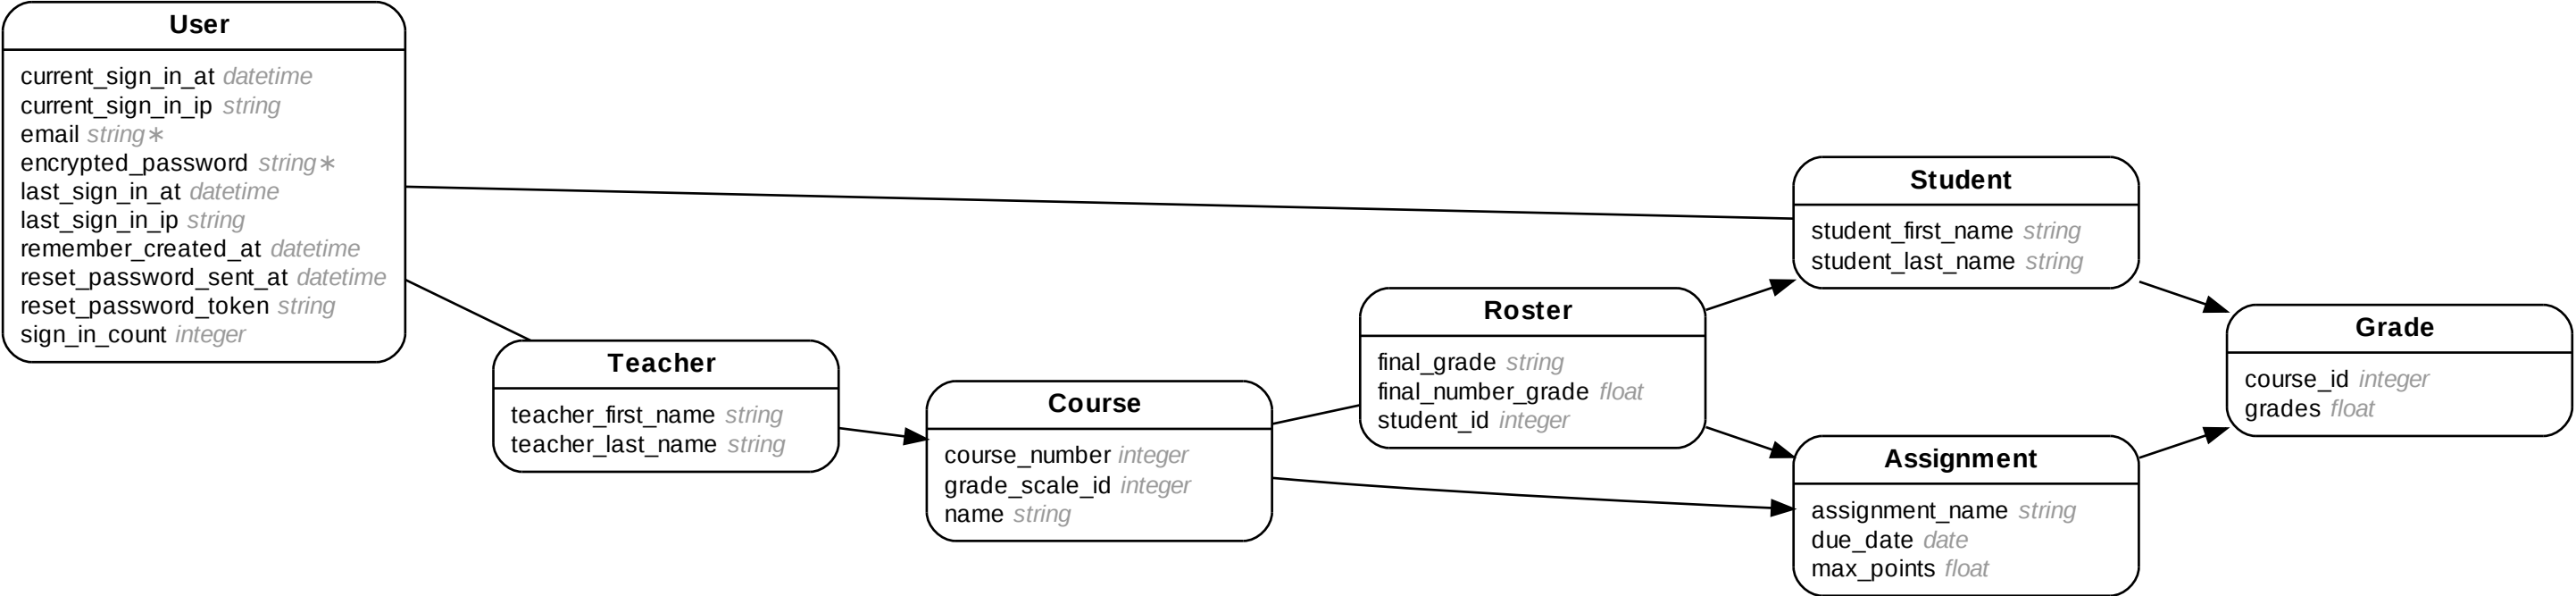 User
current_sign_in_at datetime
current_sign_in_ip string
email string∗
encrypted_password string∗
last_sign_in_at datetime
last_sign_in_ip string
remember_created_at datetime
reset_password_sent_at datetime
reset_password_token string
sign_in_count integer
Teacher
teacher_first_name string
teacher_last_name string
Course
course_number integer
grade_scale_id integer
name string
Roster
final_grade string
final_number_grade float
student_id integer
Student
student_first_name string
student_last_name string
Assignment
assignment_name string
due_date date
max_points float
Grade
course_id integer
grades float